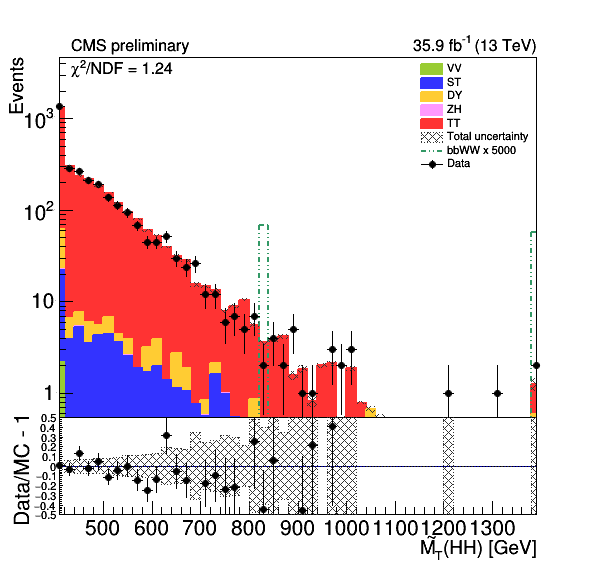 CMS preliminary
35.9 fb⁻¹ (13 TeV)
Events
χ²/NDF = 1.24
VV
ST
DY
ZH
TT
Total uncertainty
bbWW x 5000
Data
10³
10²
10
1
Data/MC - 1
0.5
0.4
0.3
0.2
0.1
0
-0.1
-0.2
-0.3
-0.4
-0.5
500 600 700 800 900 1000 1100 1200 1300
M̃_T(HH) [GeV]